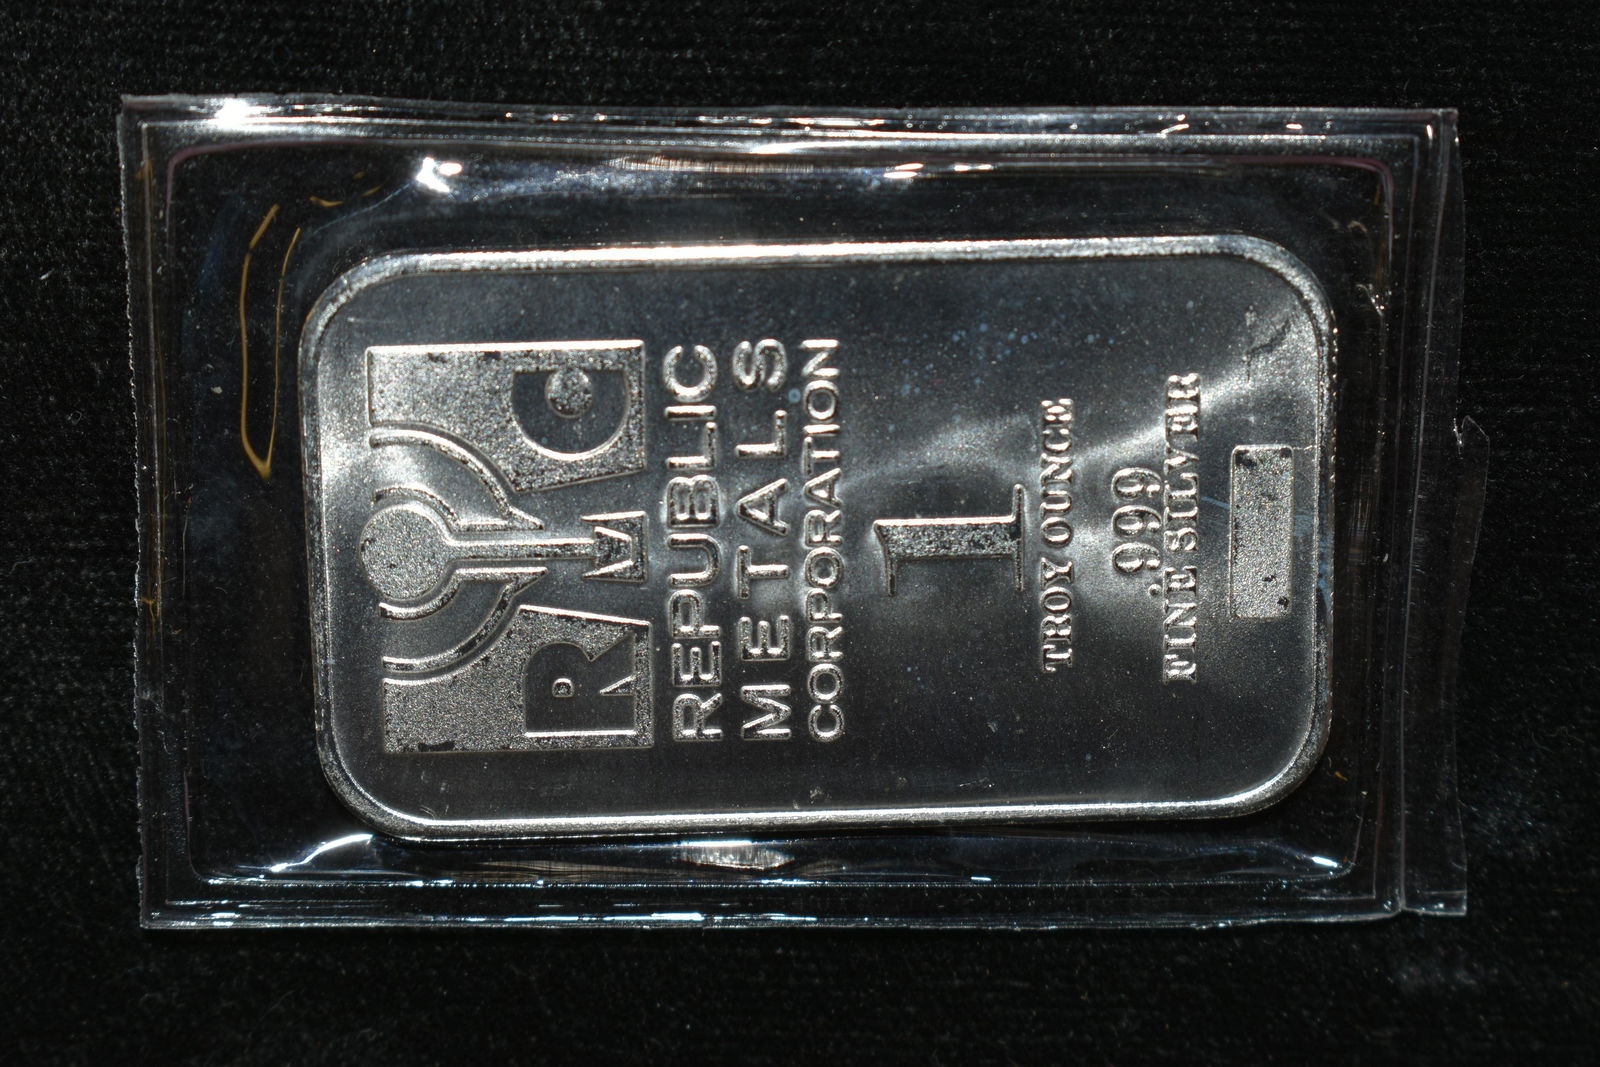 RMC
REPUBLIC
METALS
CORPORATION
1
TROY OUNCE
.999
FINE SILVER